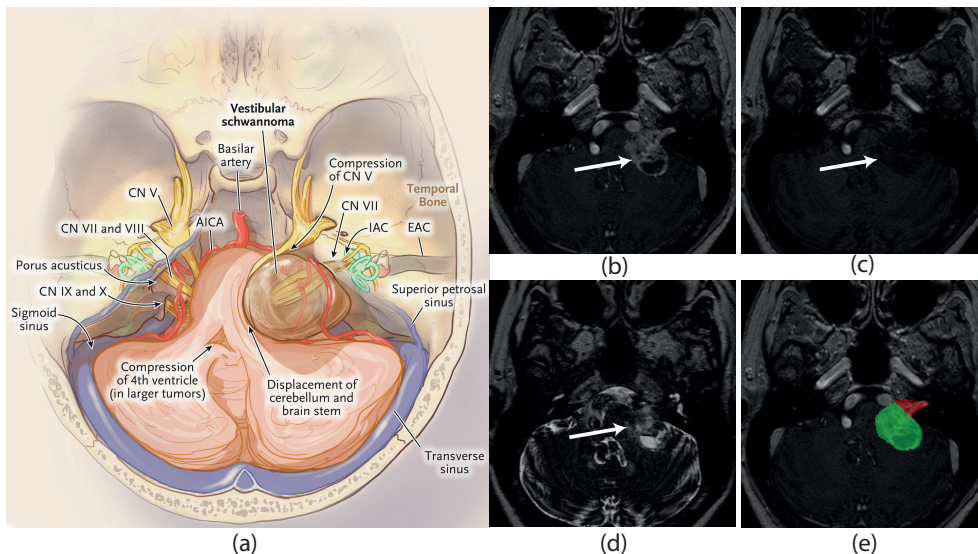 Vestibular
schwannoma
Basilar
artery
Compression
of CN V
Temporal
Bone
CN V
CN VII
AICA
IAC
EAC
CN VII and VIII
Porus acusticus
CN IX and X
Sigmoid
sinus
Superior petrosal
sinus
Compression
of 4th ventricle
(in larger tumors)
Displacement of
cerebellum and
brain stem
Transverse
sinus
(a)
(b)
(c)
(d)
(e)